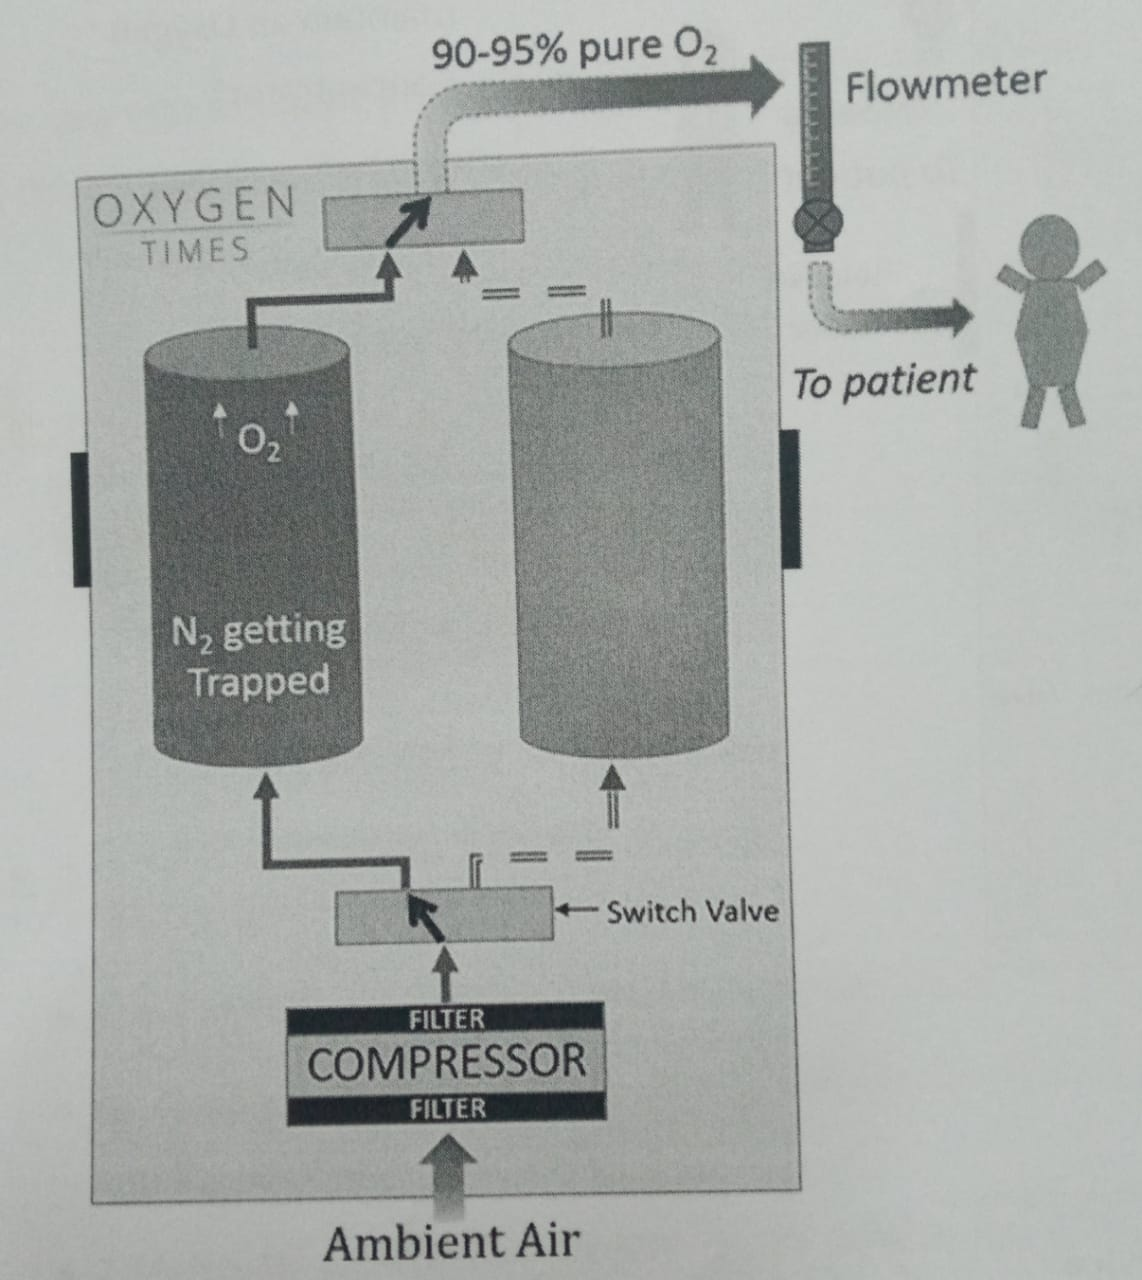 90-95% pure O₂
Flowmeter
OXYGEN
TIMES
To patient
O₂
N₂ getting
Trapped
Switch Valve
FILTER
COMPRESSOR
FILTER
Ambient Air